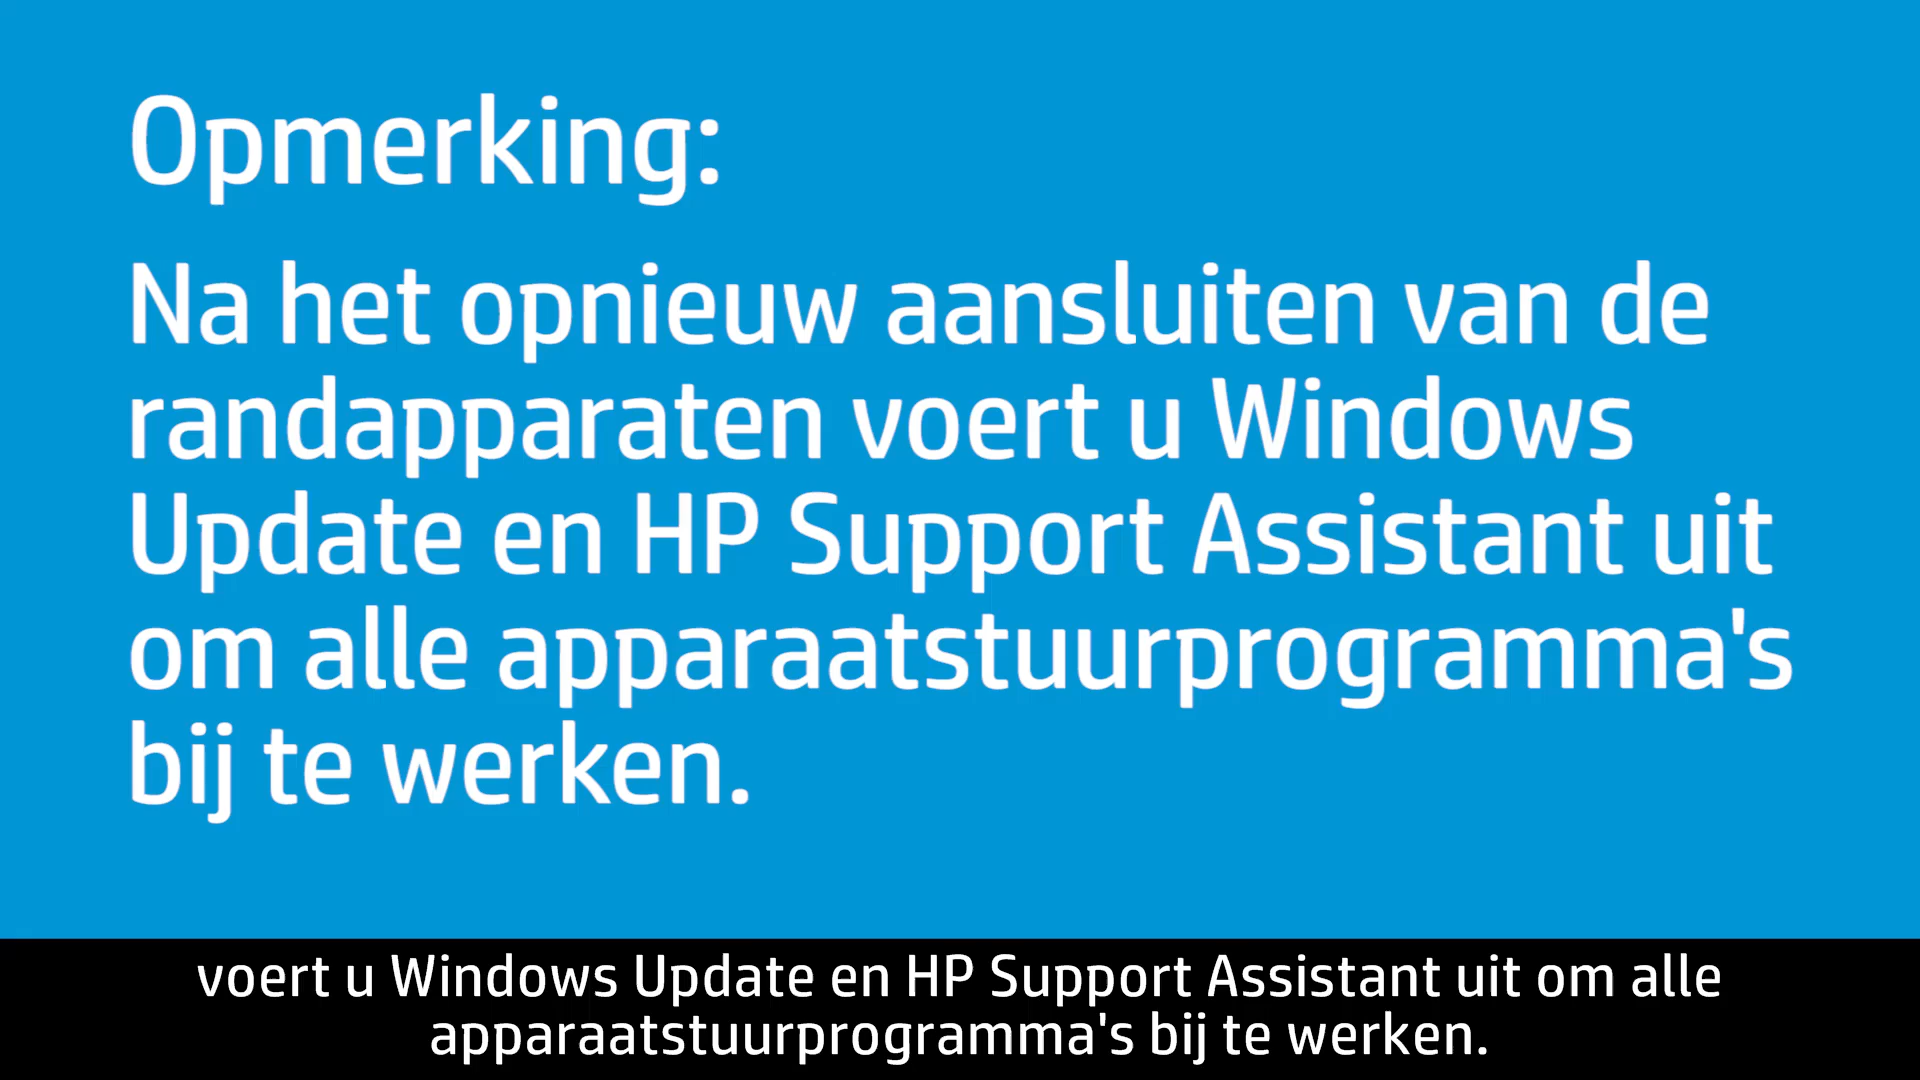 Opmerking:
Na het opnieuw aansluiten van de
randapparaten voert u Windows
Update en HP Support Assistant uit
om alle apparaatstuurprogramma's
bij te werken.
voert u Windows Update en HP Support Assistant uit om alle
apparaatstuurprogramma's bij te werken.